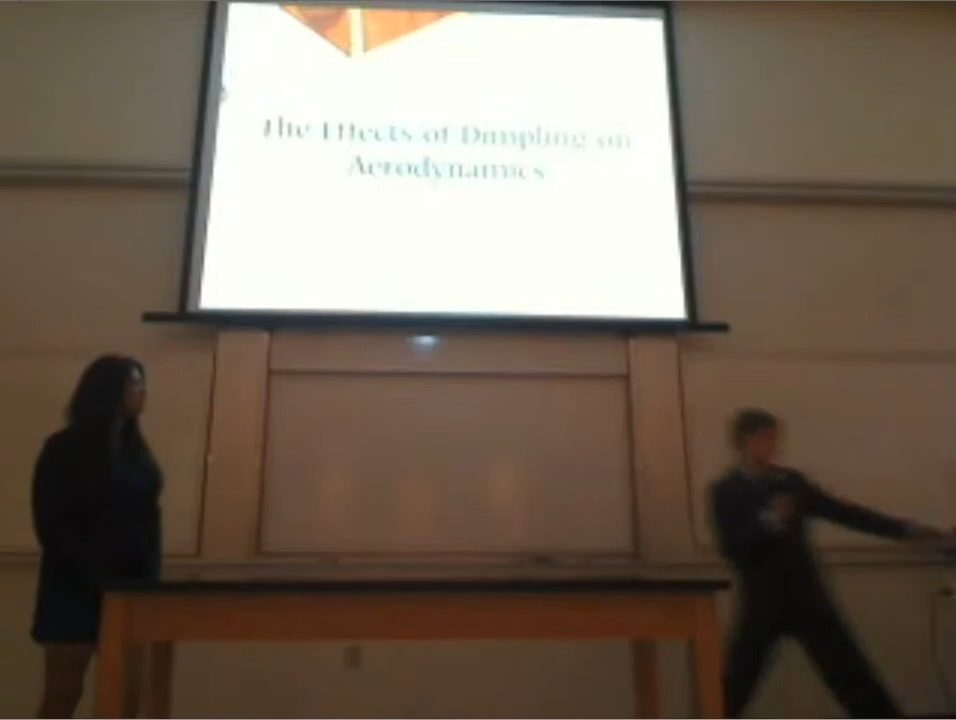 The Effects of Dimpling on
Aerodynamics